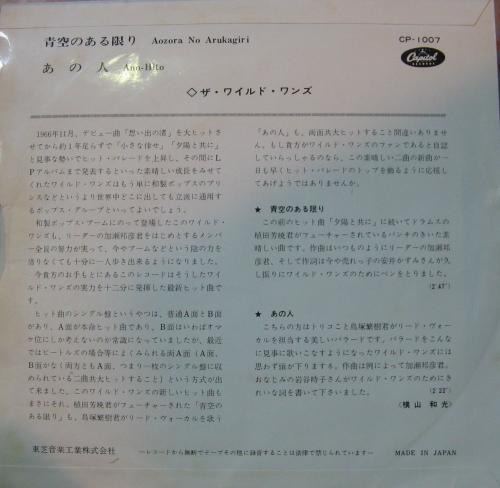 青空のある限り Aozora No Arukagiri
CP-1007
あの人 Ano-Hito
Capitol
RECORDS
◇ザ・ワイルド・ワンズ
1966年11月、デビュー曲「想い出の渚」を大ヒットさ
せてから約1年足らずで「小さな倖せ」「夕陽と共に」
と見事な勢いでヒット・パレードを上昇し、その間にL
Pアルバムまで発表するといった素晴しい成長をみせて
くれたワイルド・ワンズはもう単に和製ポップスのプリ
ンスなどというより世界中どこに出しても立派に通用す
るポップス・グループといってよいでしょう。
和製ポップス・ブームにのって登場したこのワイルド・
ワンズも、リーダーの加瀬邦彦君をはじめとするメンバ
ー全員の努力が実って、今やブームなどという陰の力を
借りなくても十分に一人歩き出来るようになりました。
今貴方のお手もとにあるこのレコードはそうしたワイ
ルド・ワンズの実力を十二分に発揮した最新ヒット曲で
す。
ヒット曲のシングル盤というやつは、普通A面とB面
があり、A面が本命ヒット曲であり、B面はいわばオマ
ケ位にしか考えないのが常識になっていましたが、最近
ではビートルズの場合等によくみられる両A面（A面、
B面がなく（両方ともA面、つまり一枚のシングル盤に収
められている二曲共大ヒットすること）という方式が出
て来ました。このワイルド・ワンズの新しいヒット曲も
まさにそれ、植田芳暁君がフューチャーされた「青空の
ある限り」も、鳥塚繁樹君がリード・ヴォーカルを歌う
「あの人」も、両面共大ヒットすること間違いありませ
ん。もし貴方がワイルド・ワンズのファンであると自認
していらっしゃるのなら、この素晴しい二曲の新曲が一
日も早くヒット・パレードのトップを動るように応援し
てあげようではありませんか。
★ 青空のある限り
この前のヒット曲「夕陽と共に」に続いてドラムスの
植田芳暁君がフューチャーされているパンチのきいた素
晴しい曲です。作曲はいつものようにリーダーの加瀬邦
彦君、そして作詞は今や売れっ子の安井かずみさんが久
し振りにワイルド・ワンズのためにペンをとりました。
(2'47")
★ あの人
こちらの方はトリコこと鳥塚繁樹君がリード・ヴォー
カルを担当する美しいバラードです。バラードをこんな
に見事に歌いこなすようになったワイルド・ワンズには
思わず頭が下ります。作曲は例によって加瀬邦彦君。
おなじみの岩谷時子さんがワイルド・ワンズのためにき
れいな詞を書いて下さいました。
(2'22")
(横山和光)
東芝音楽工業株式会社
―レコードから無断でテープその他に録音することは法律で禁じられています―
MADE IN JAPAN